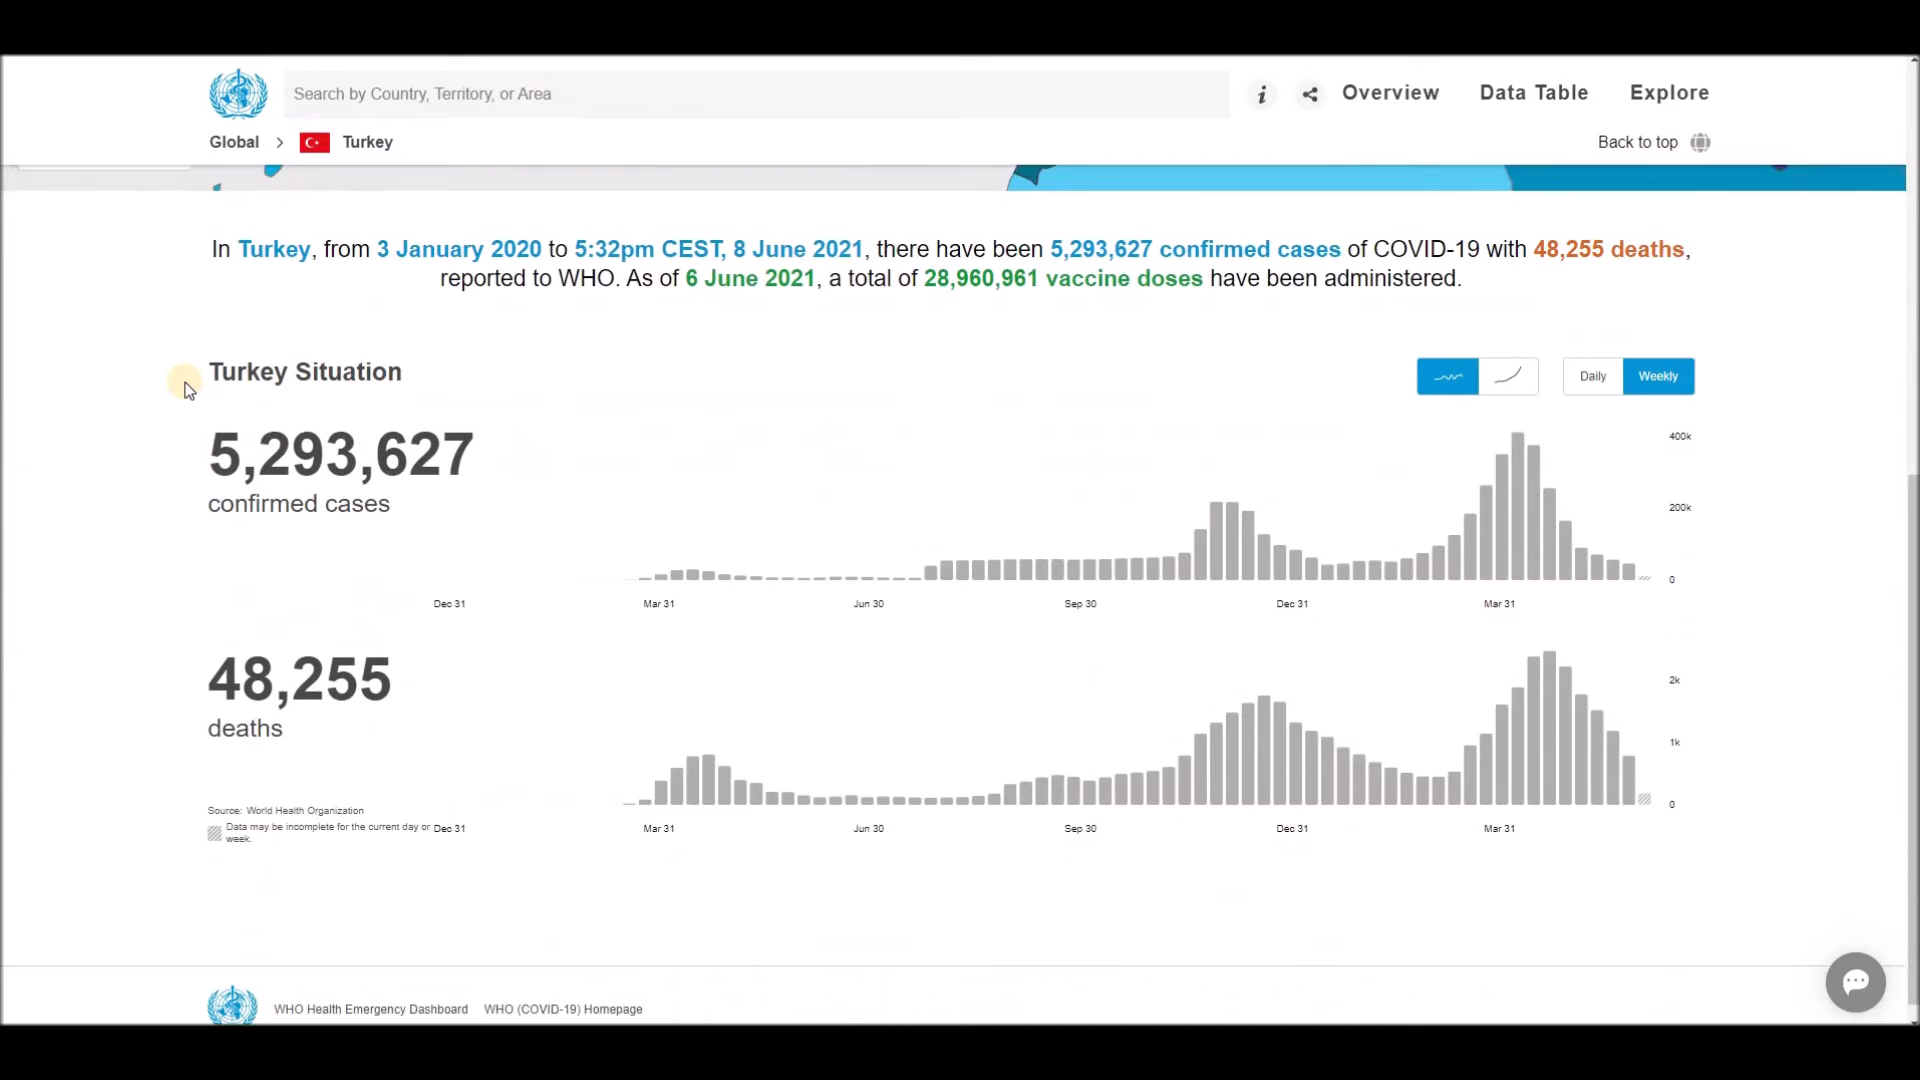 Search by Country, Territory, or Area
i
Overview
Data Table
Explore
Global > Turkey
Back to top
In Turkey, from 3 January 2020 to 5:32pm CEST, 8 June 2021, there have been 5,293,627 confirmed cases of COVID-19 with 48,255 deaths,
reported to WHO. As of 6 June 2021, a total of 28,960,961 vaccine doses have been administered.
Turkey Situation
Daily
Weekly
5,293,627
confirmed cases
400k
200k
0
Dec 31
Mar 31
Jun 30
Sep 30
Dec 31
Mar 31
48,255
deaths
2k
1k
0
Source: World Health Organization
Data may be incomplete for the current day or
week.
Dec 31
Mar 31
Jun 30
Sep 30
Dec 31
Mar 31
WHO Health Emergency Dashboard
WHO (COVID-19) Homepage